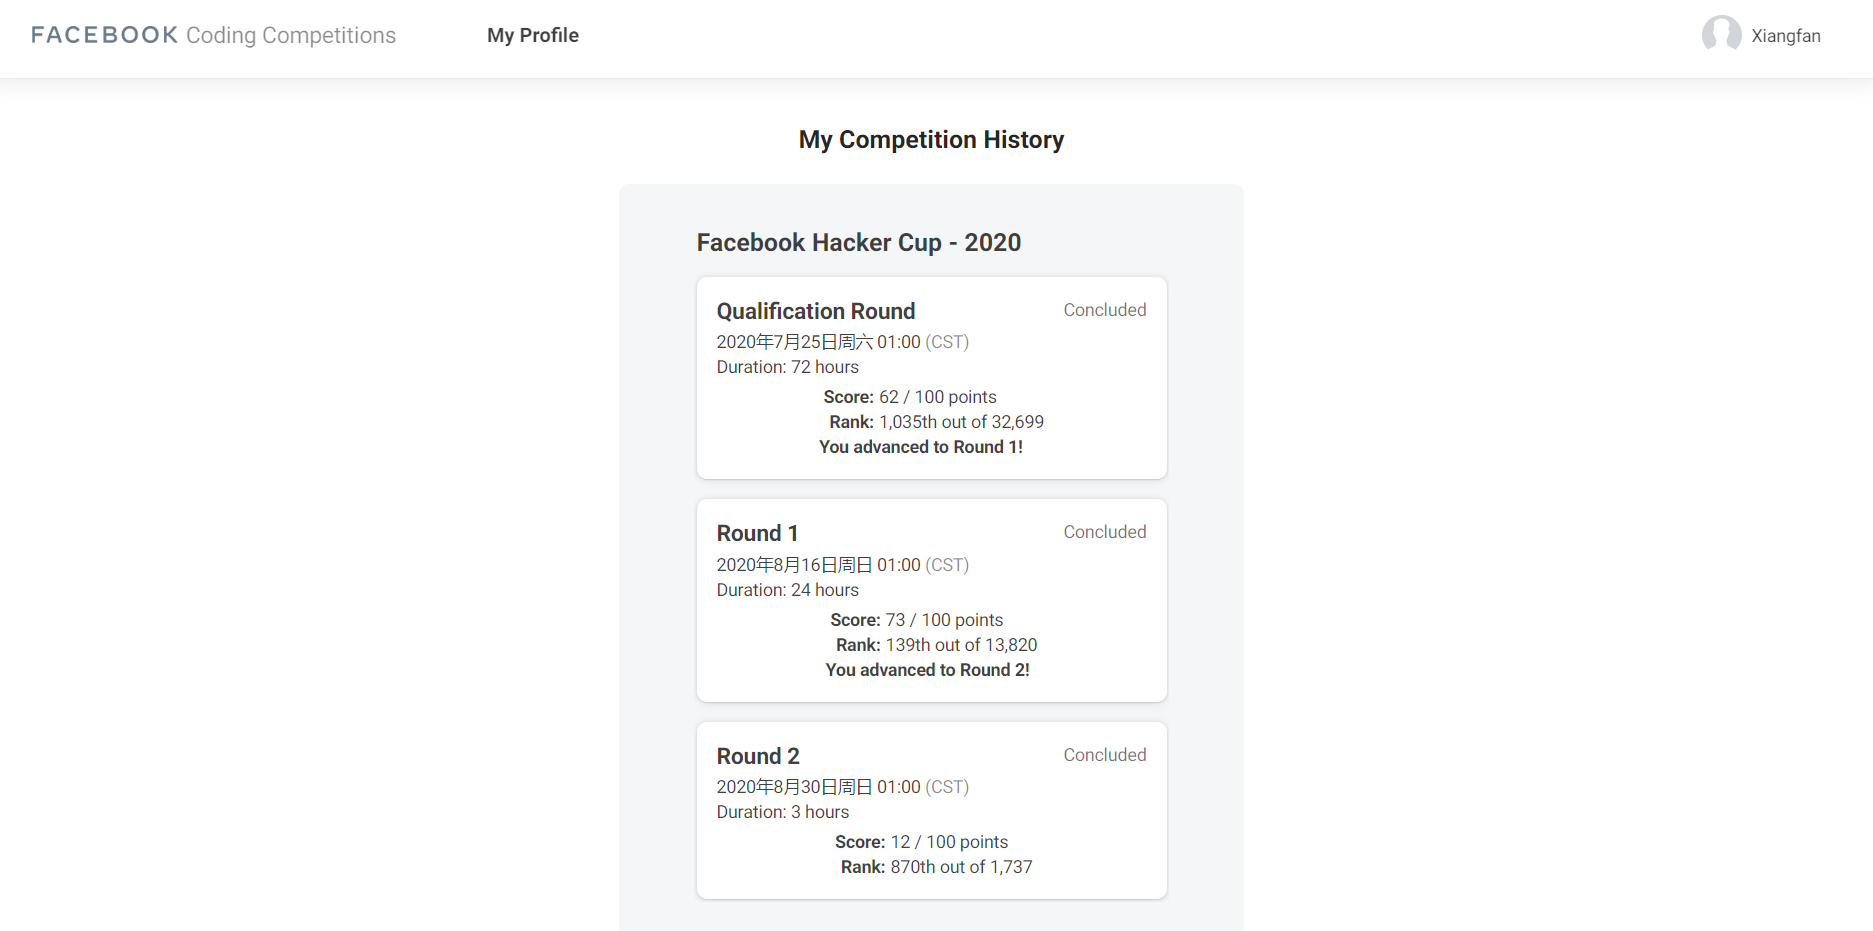 FACEBOOK Coding Competitions
My Profile
Xiangfan
My Competition History
Facebook Hacker Cup - 2020
Qualification Round
Concluded
2020年7月25日周六 01:00 (CST)
Duration: 72 hours
Score: 62 / 100 points
Rank: 1,035th out of 32,699
You advanced to Round 1!
Round 1
Concluded
2020年8月16日周日 01:00 (CST)
Duration: 24 hours
Score: 73 / 100 points
Rank: 139th out of 13,820
You advanced to Round 2!
Round 2
Concluded
2020年8月30日周日 01:00 (CST)
Duration: 3 hours
Score: 12 / 100 points
Rank: 870th out of 1,737